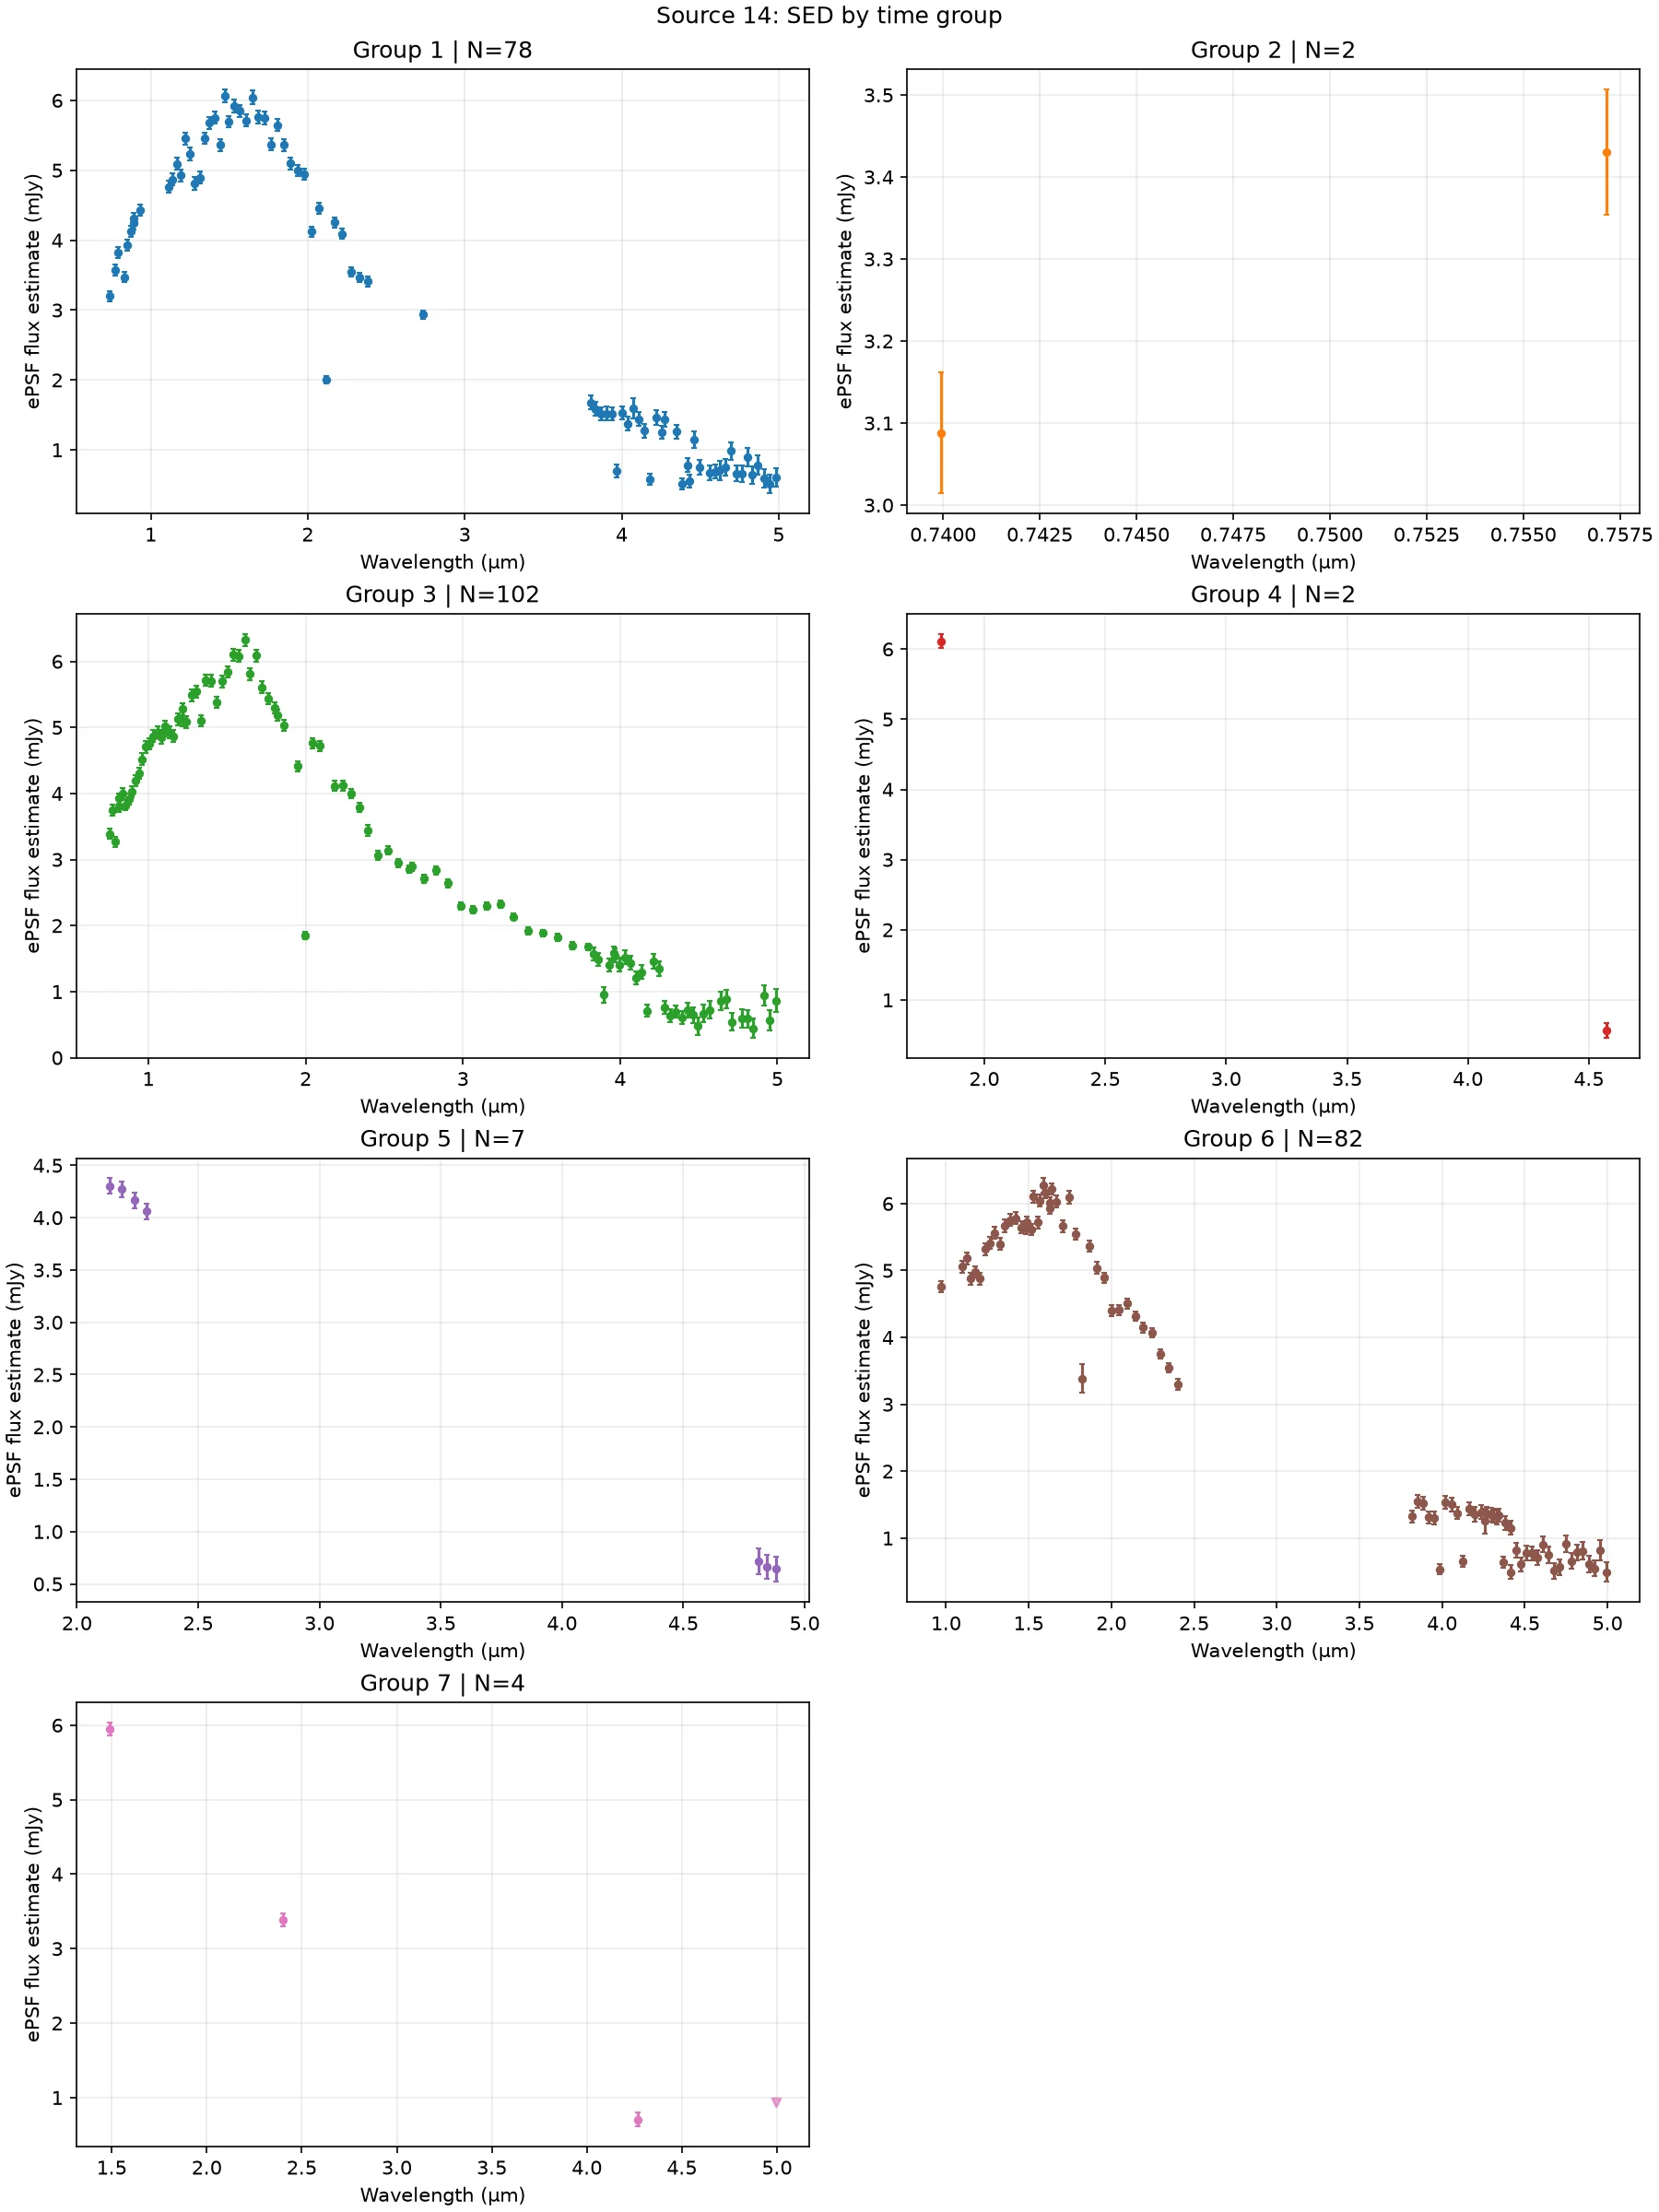 Source 14: SED by time group
Group 1 | N=78
6
5
4
3
2
1
ePSF flux estimate (mJy)
1 2 3 4 5
Wavelength (μm)
Group 2 | N=2
3.5
3.4
3.3
3.2
3.1
3.0
ePSF flux estimate (mJy)
0.7400 0.7425 0.7450 0.7475 0.7500 0.7525 0.7550 0.7575
Wavelength (μm)
Group 3 | N=102
6
5
4
3
2
1
0
ePSF flux estimate (mJy)
1 2 3 4 5
Wavelength (μm)
Group 4 | N=2
6
5
4
3
2
1
ePSF flux estimate (mJy)
2.0 2.5 3.0 3.5 4.0 4.5
Wavelength (μm)
Group 5 | N=7
4.5
4.0
3.5
3.0
2.5
2.0
1.5
1.0
0.5
ePSF flux estimate (mJy)
2.0 2.5 3.0 3.5 4.0 4.5 5.0
Wavelength (μm)
Group 6 | N=82
6
5
4
3
2
1
ePSF flux estimate (mJy)
1.0 1.5 2.0 2.5 3.0 3.5 4.0 4.5 5.0
Wavelength (μm)
Group 7 | N=4
6
5
4
3
2
1
ePSF flux estimate (mJy)
1.5 2.0 2.5 3.0 3.5 4.0 4.5 5.0
Wavelength (μm)